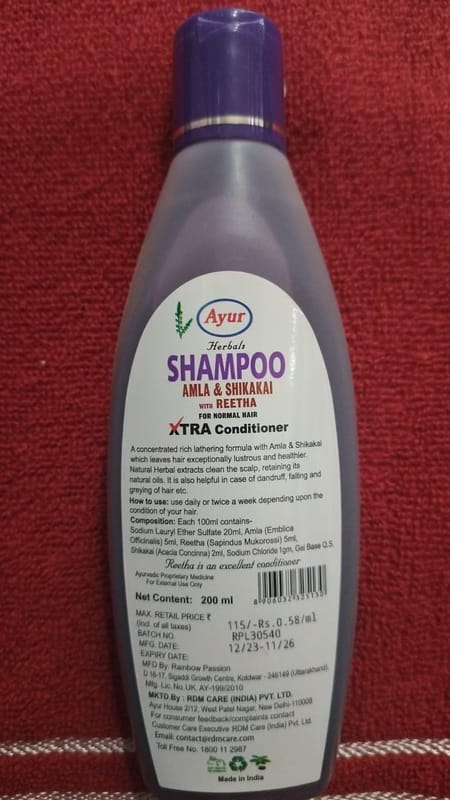 Ayur
Herbals
SHAMPOO
AMLA & SHIKAKAI
WITH REETHA
FOR NORMAL HAIR
XTRA Conditioner
A concentrated rich lathering formula with Amla & Shikakai
which leaves hair exceptionally lustrous and healthier.
Natural Herbal extracts clean the scalp, retaining its
natural oils. It is also helpful in case of dandruff, falling and
greying of hair etc.
How to use: use daily or twice a week depending upon the
condition of your hair.
Composition: Each 100ml contains-
Sodium Lauryl Ether Sulfate 20ml, Amla (Emblica
Officinalis) 5ml, Reetha (Sapindus Mukorossi) 5ml,
Shikakai (Acacia Concinna) 2ml, Sodium Chloride 1gm, Gel Base Q.S.
Reetha is an excellent conditioner
Ayurvedic Proprietary Medicine
For External Use Only
Net Content: 200 ml
MAX. RETAIL PRICE ₹ 115/-Rs.0.58/ml
(Incl. of all taxes)
BATCH NO. RPL30540
MFG. DATE: 12/23-11/26
EXPIRY DATE:
MFD By: Rainbow Passion
D 16-17, Sigaddi Growth Centre, Kotdwar - 246149 (Uttarakhand).
Mfg. Lic. No. UK. AY-199/2010
MKTD.By : RDM CARE (INDIA) PVT. LTD.
Ayur House 2/12, West Patel Nagar, New Delhi-110008
For consumer feedback/complaints contact
Customer Care Executive :RDM Care (India) Pvt. Ltd.
Email: contact@rdmcare.com
Toll Free No. 1800 11 2987
Made in India